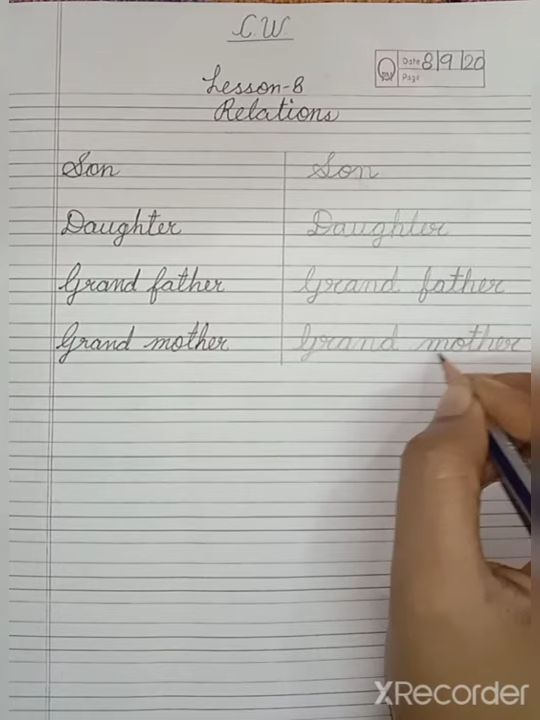 C.W
Date 8/9/20
Page
Lesson-8
Relations
Son Son
Daughter Daughter
Grand father Grand father
Grand mother Grand mother
XRecorder